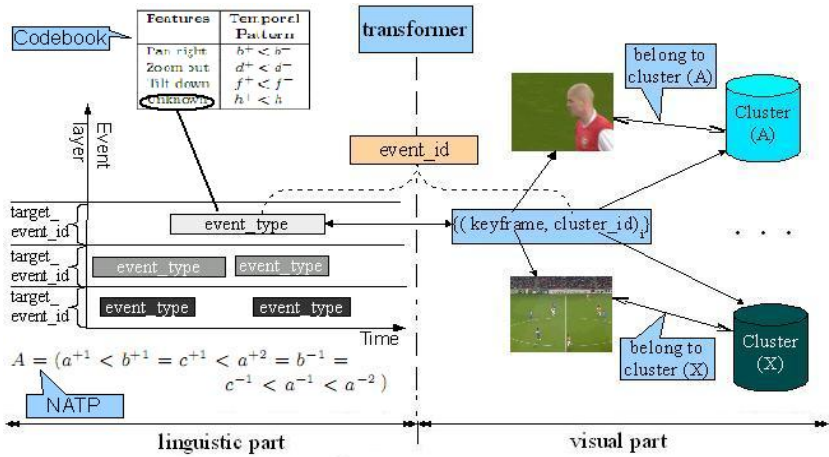 Codebook
Features Temporal Pattern
Pan right b⁺ < b⁻
Zoom out d⁺ < d⁻
Tilt down f⁺ < f⁻
Unknown h⁺ < h
transformer
event_id
Event layer
target_ event_id
event_type
target_ event_id
event_type event_type
target_ event_id
event_type event_type
Time
A = (a⁺¹ < b⁺¹ = c⁺¹ < a⁺² = b⁻¹ =
c⁻¹ < a⁻¹ < a⁻²)
NATP
linguistic part
belong to
cluster (A)
Cluster
(A)
{( keyframe, cluster_id)ᵢ}
. . .
belong to
cluster (X)
Cluster
(X)
visual part